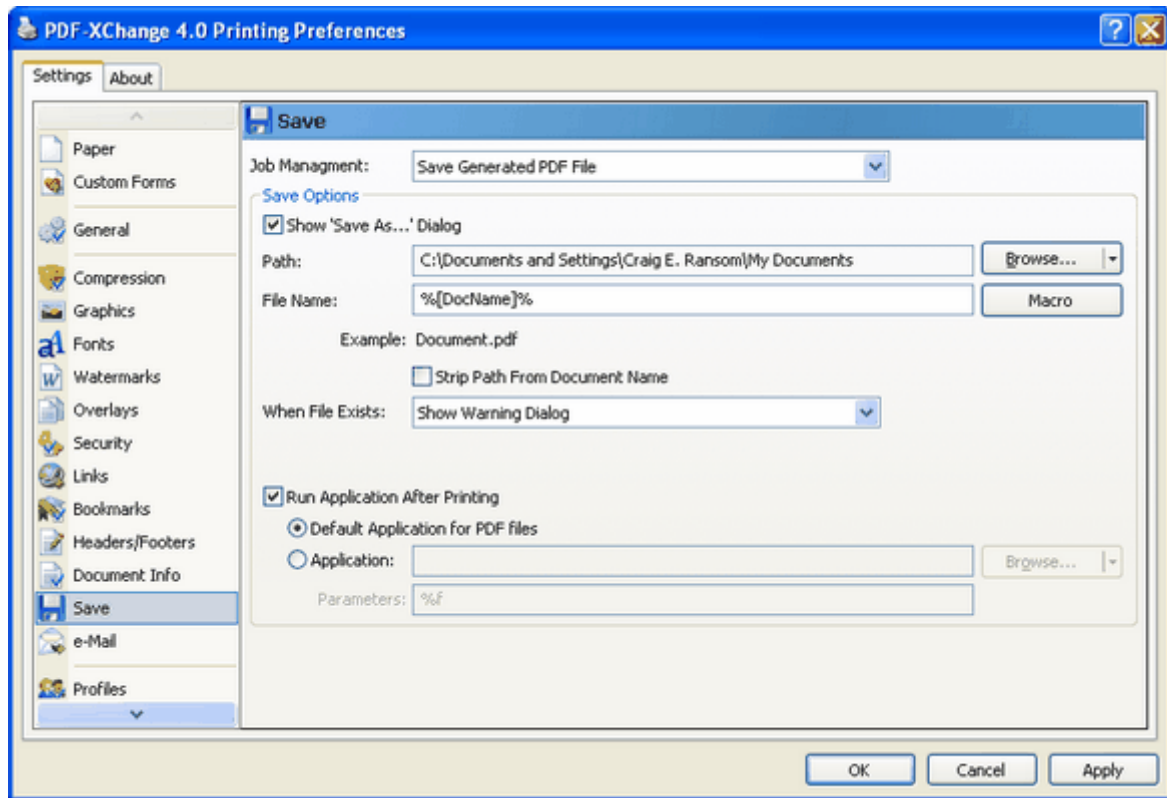 PDF-XChange 4.0 Printing Preferences
Settings About
Paper
Custom Forms
General
Compression
Graphics
Fonts
Watermarks
Overlays
Security
Links
Bookmarks
Headers/Footers
Document Info
Save
e-Mail
Profiles
Save
Job Managment: Save Generated PDF File
Save Options
Show 'Save As...' Dialog
Path: C:\Documents and Settings\Craig E. Ransom\My Documents Browse...
File Name: %[DocName]% Macro
Example: Document.pdf
Strip Path From Document Name
When File Exists: Show Warning Dialog
Run Application After Printing
Default Application for PDF files
Application: Browse...
Parameters: %f
OK Cancel Apply